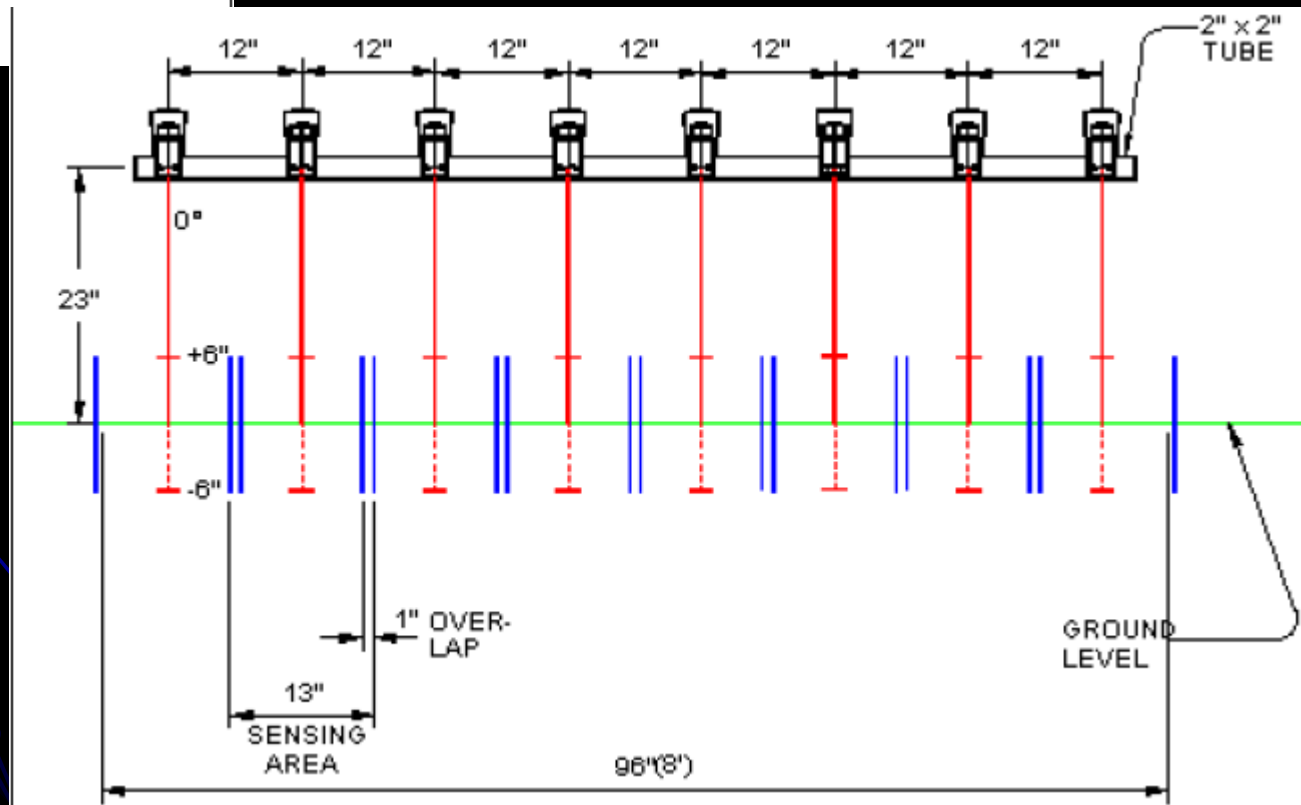 12" 12" 12" 12" 12" 12" 12"
2" x 2"
TUBE
0°
23"
+6"
-6"
1" OVER-
LAP
GROUND
LEVEL
13"
SENSING
AREA
96"(8')